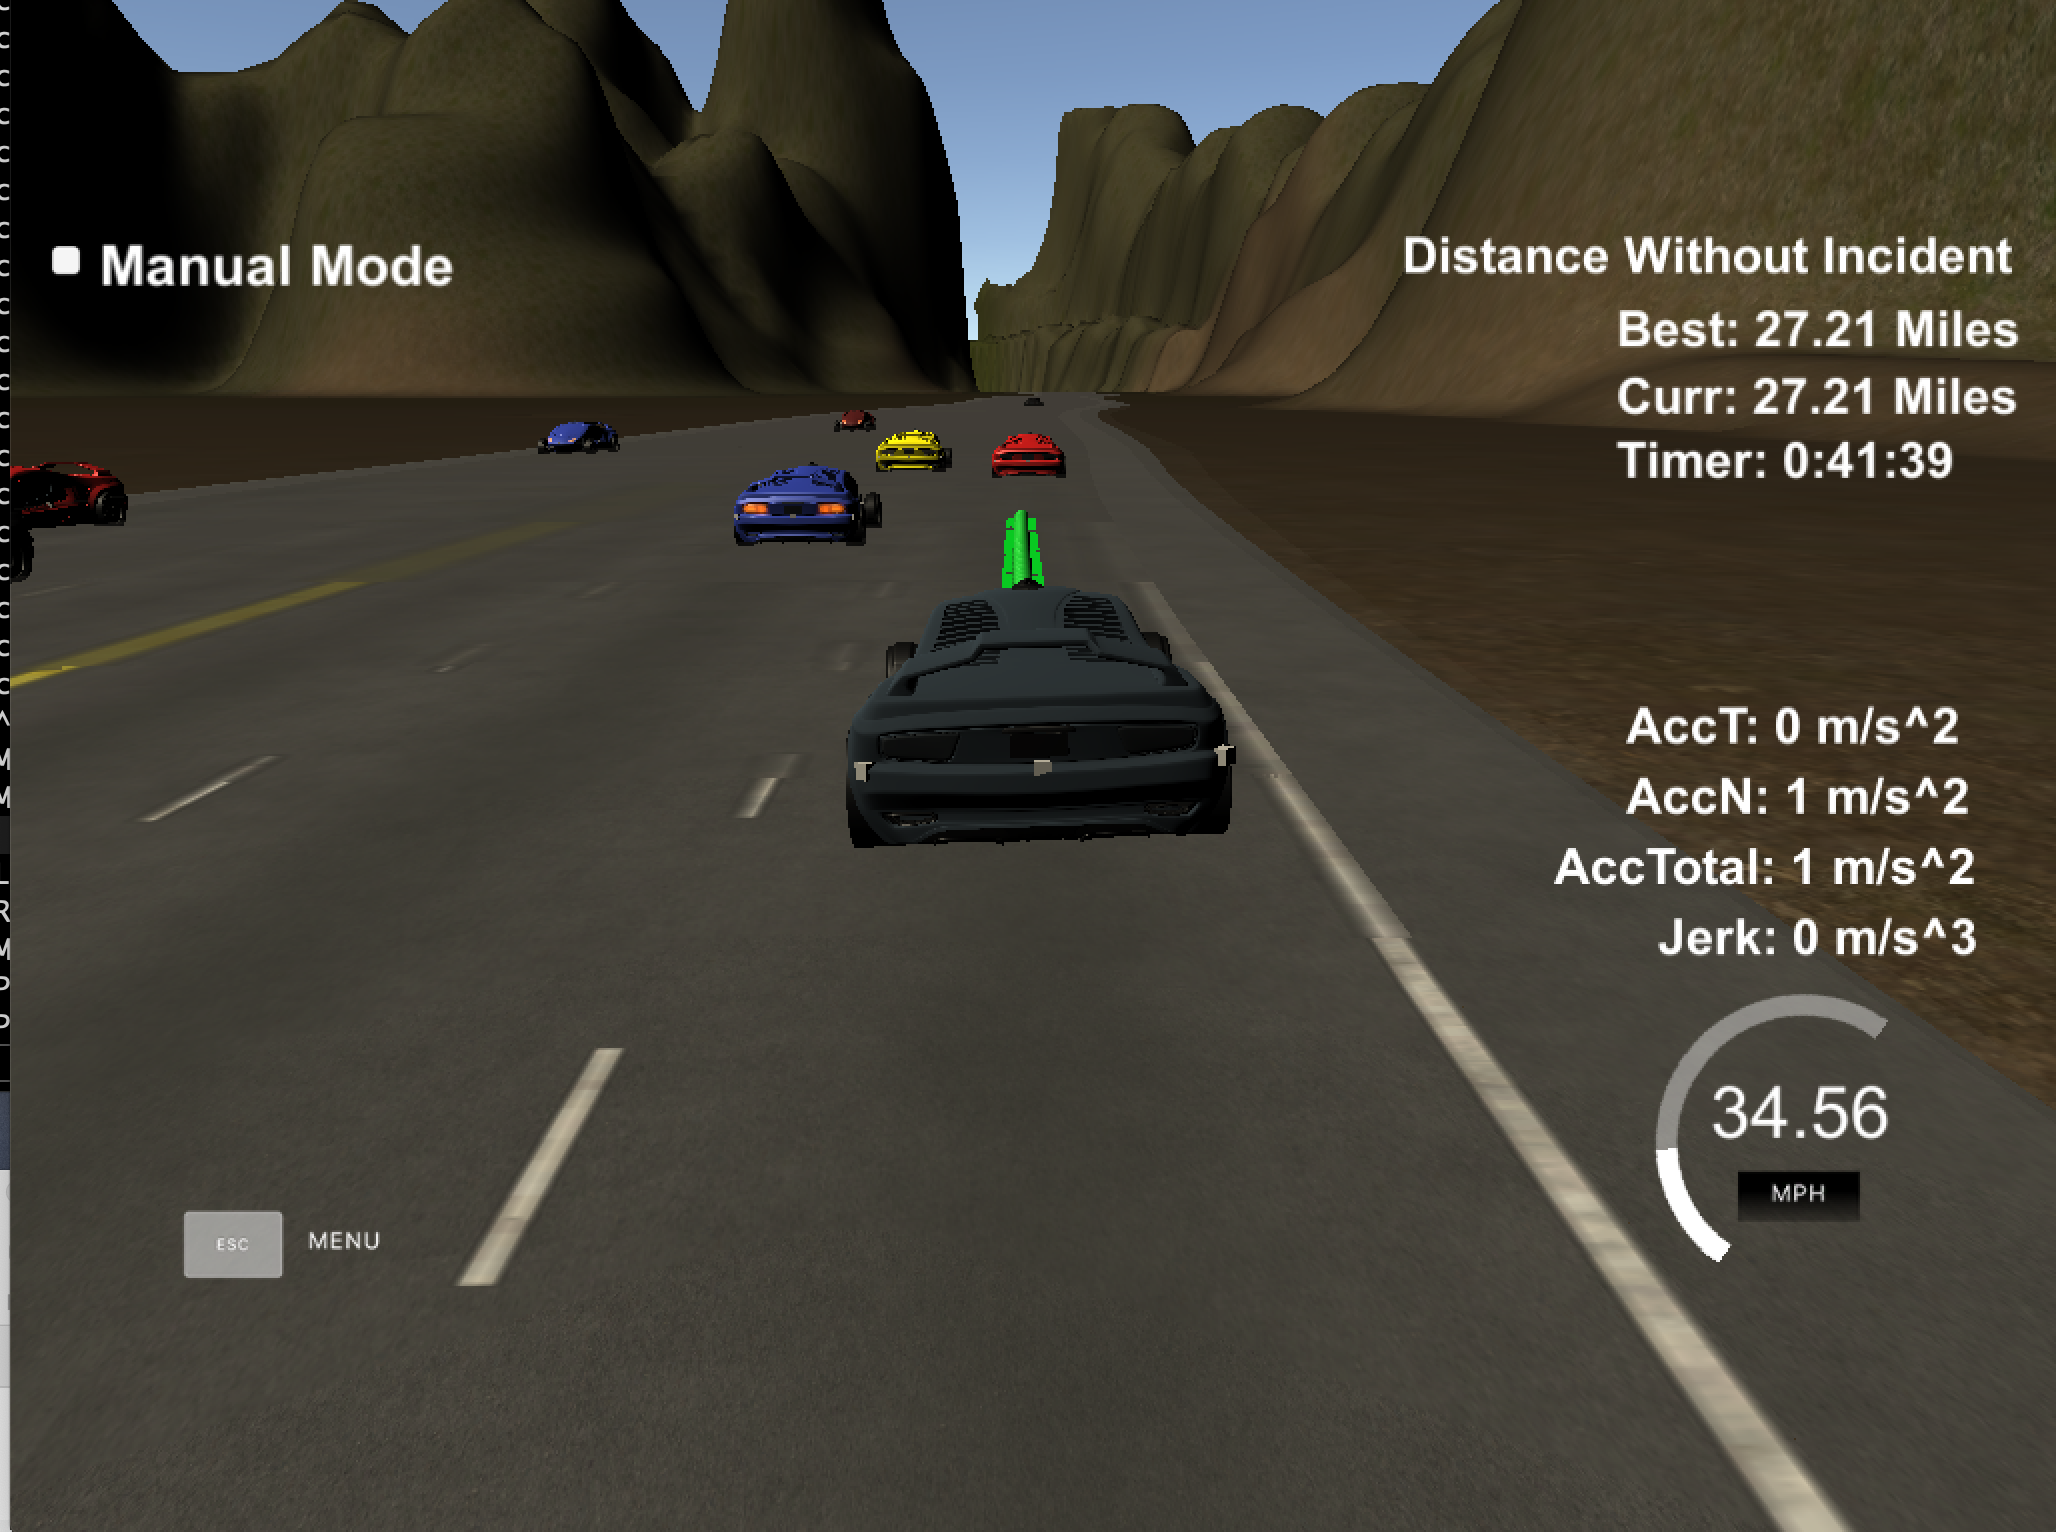 Manual Mode
Distance Without Incident
Best: 27.21 Miles
Curr: 27.21 Miles
Timer: 0:41:39
AccT: 0 m/s^2
AccN: 1 m/s^2
AccTotal: 1 m/s^2
Jerk: 0 m/s^3
34.56
MPH
ESC MENU